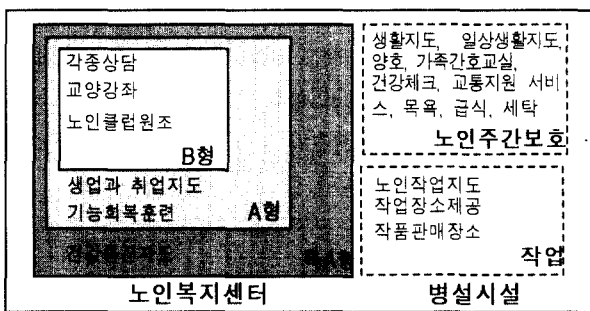 각종상담
교양강좌
노인클럽원조
B형
생업과 취업지도
기능회복훈련 A형
노인복지센터
생활지도, 일상생활지도,
양호, 가족간호교실,
건강체크, 교통지원 서비
스, 목욕, 급식, 세탁
노인주간보호
노인작업지도
작업장소제공
작품판매장소
작업
병설시설